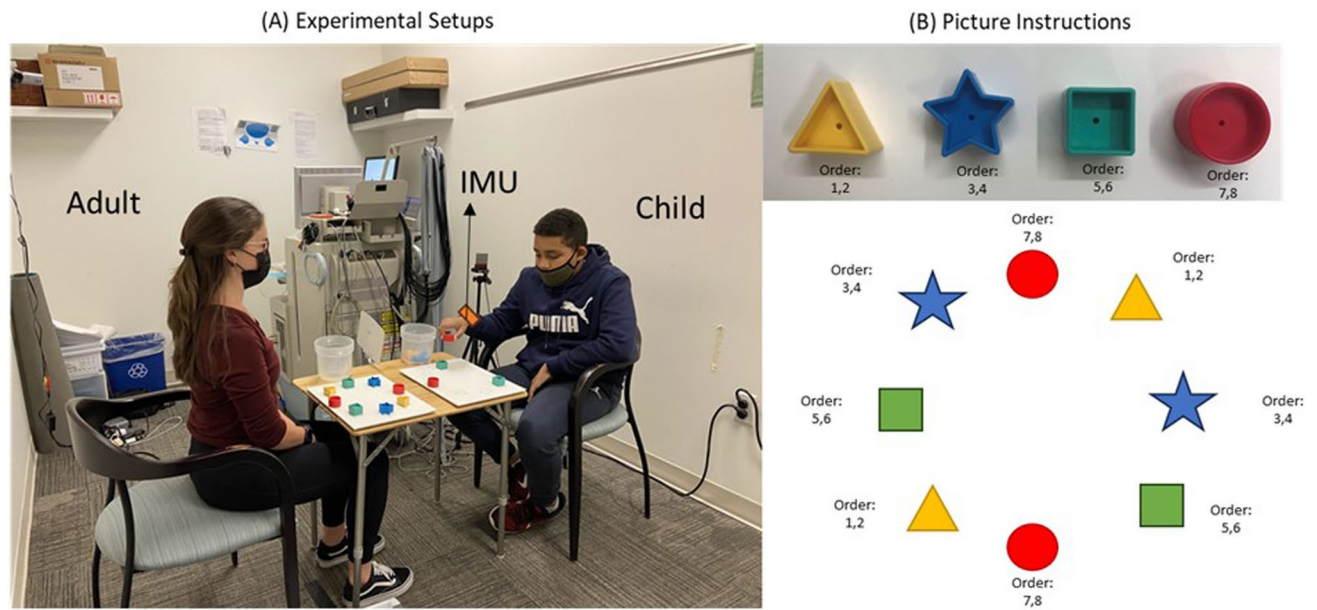 (A) Experimental Setups
(B) Picture Instructions
Adult
IMU
Child
PUMA
Order:
1,2
Order:
3,4
Order:
5,6
Order:
7,8
Order:
7,8
Order:
3,4
Order:
1,2
Order:
5,6
Order:
3,4
Order:
1,2
Order:
5,6
Order:
7,8